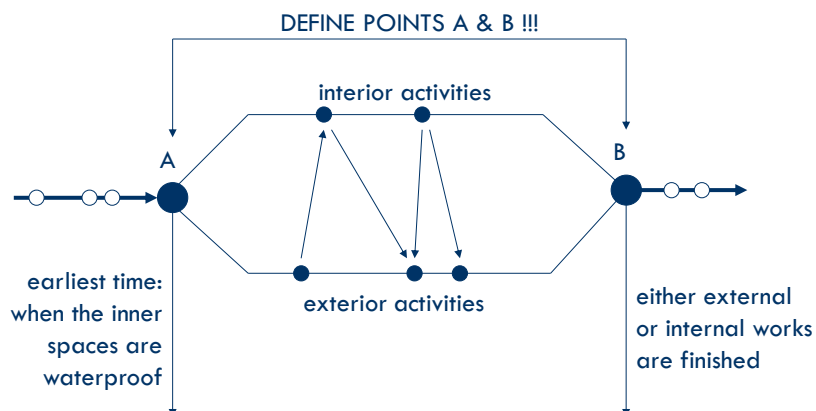 DEFINE POINTS A & B !!!
interior activities
A
B
earliest time:
when the inner
spaces are
waterproof
exterior activities
either external
or internal works
are finished